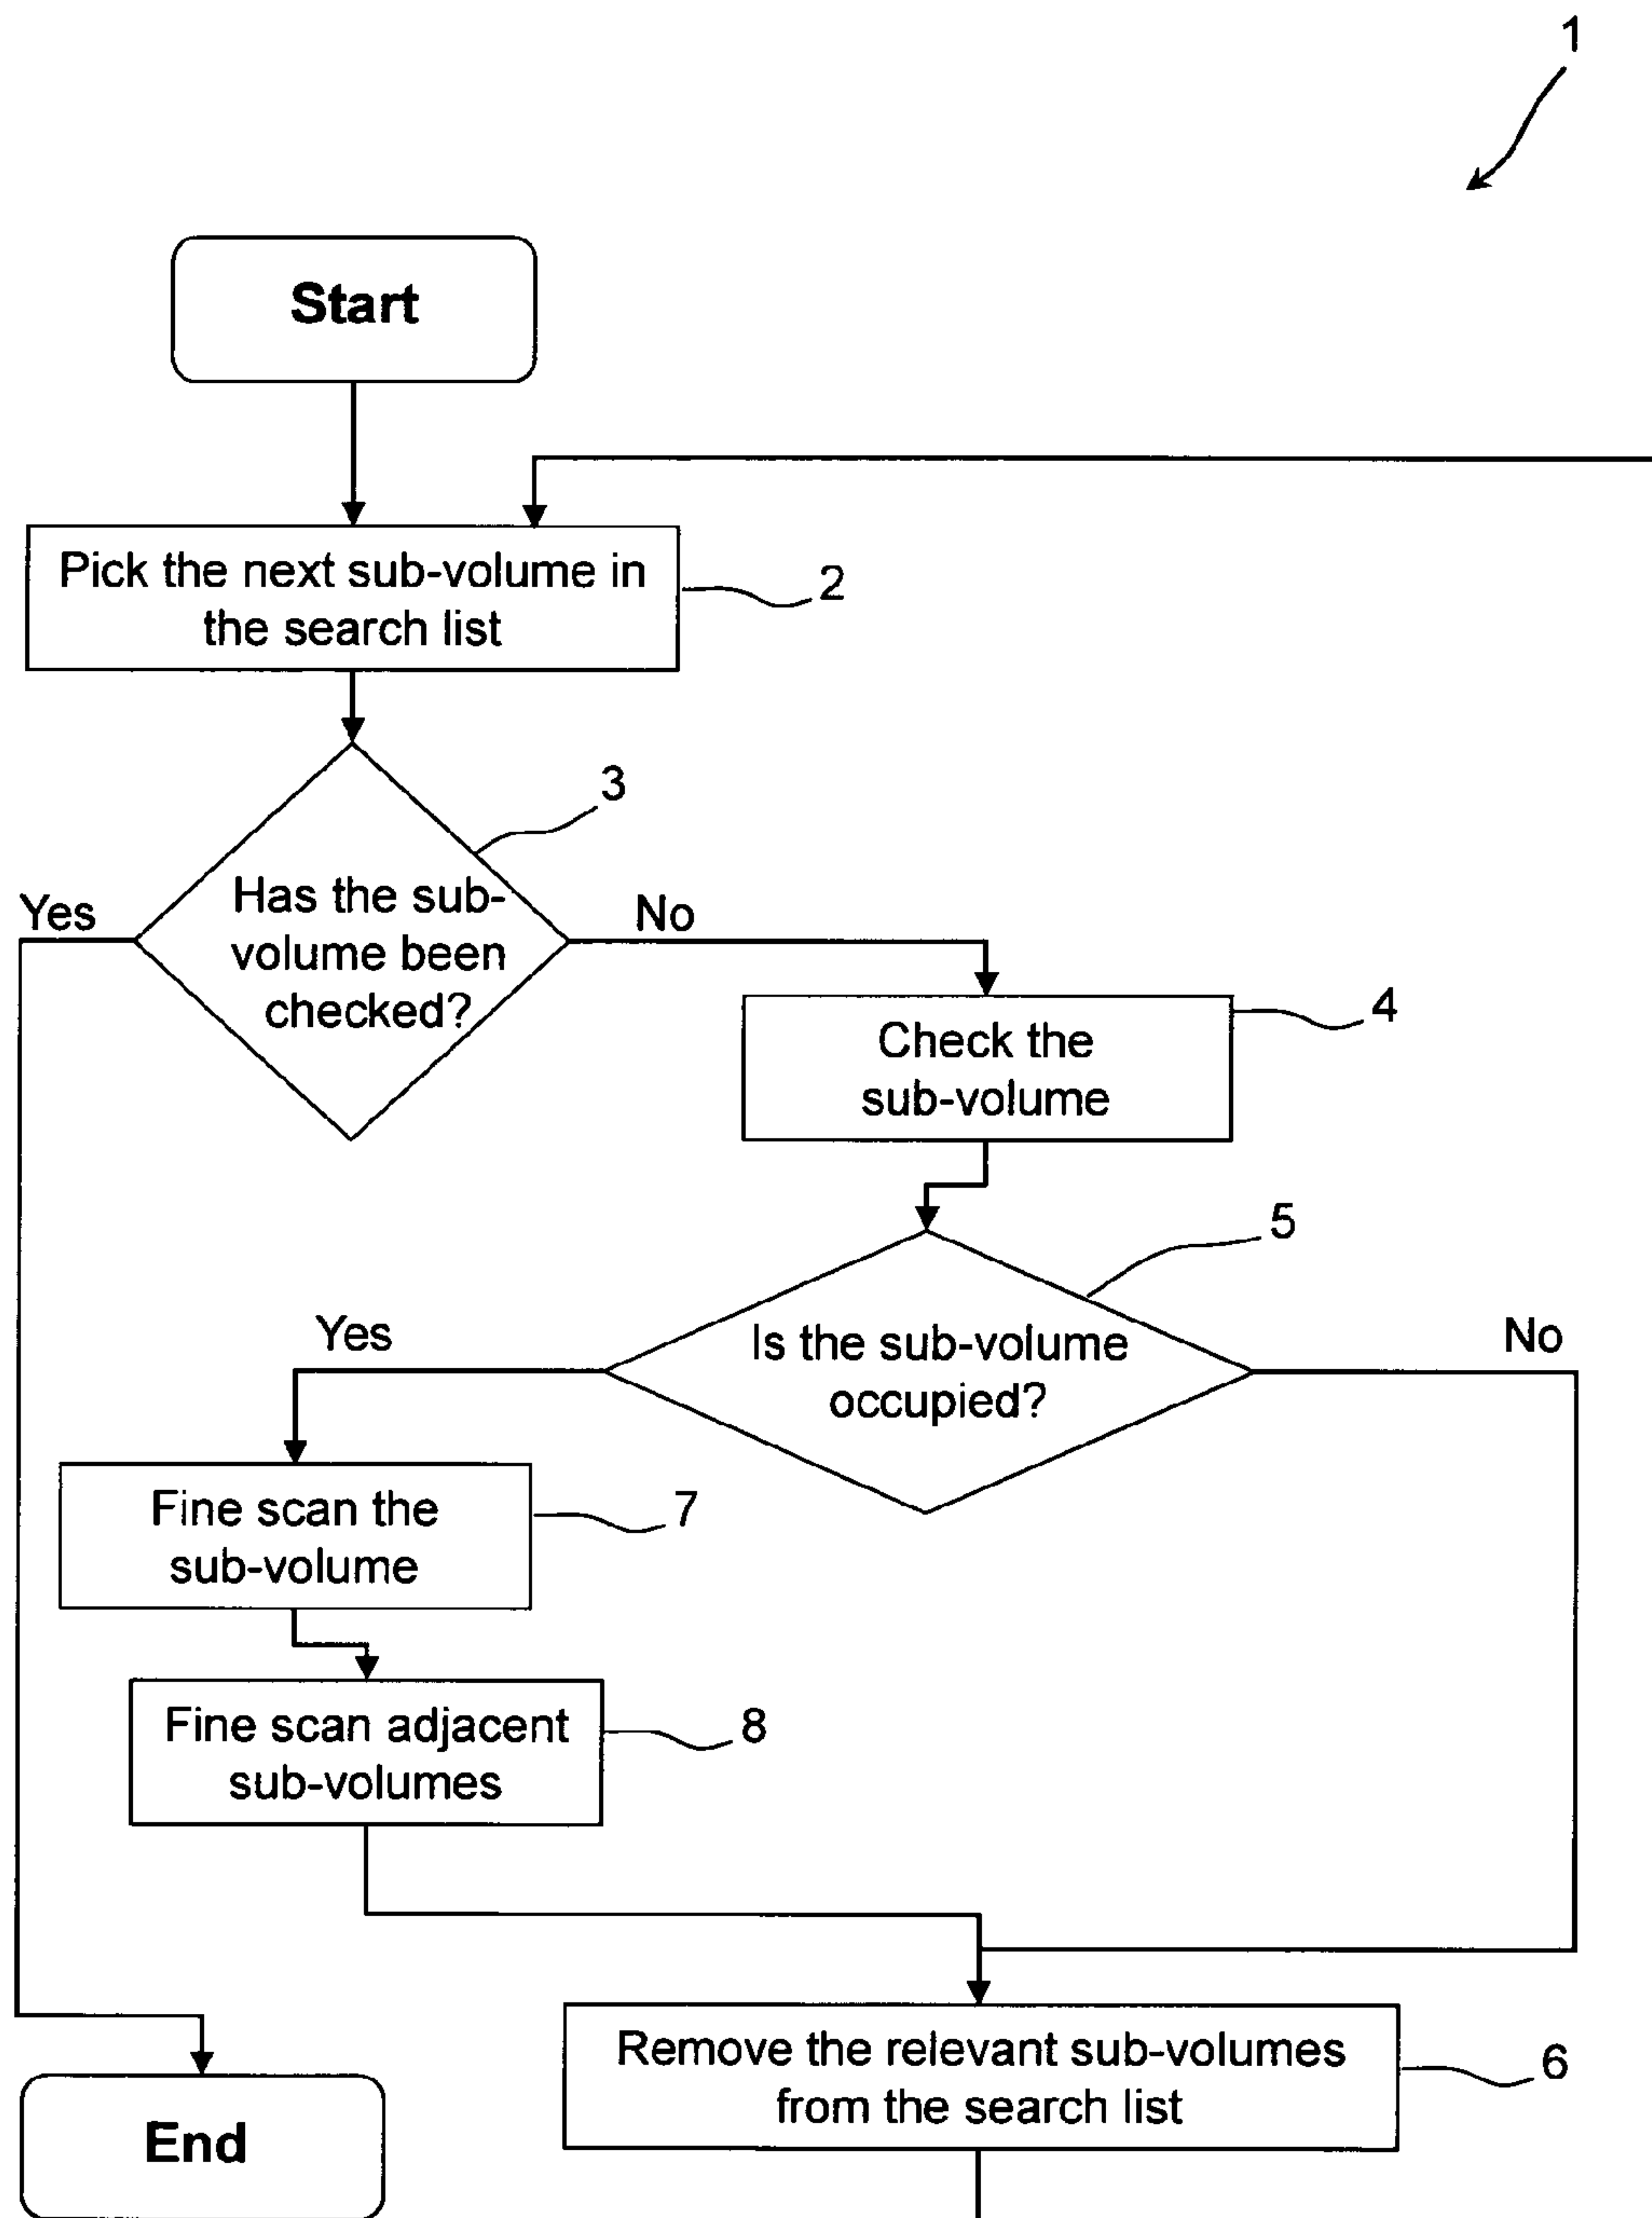 1
Start
Pick the next sub-volume in
the search list
2
3
Has the sub-
volume been
checked?
Yes
No
4
Check the
sub-volume
5
Is the sub-volume
occupied?
Yes
No
Fine scan the
sub-volume
7
Fine scan adjacent
sub-volumes
8
Remove the relevant sub-volumes
from the search list
6
End